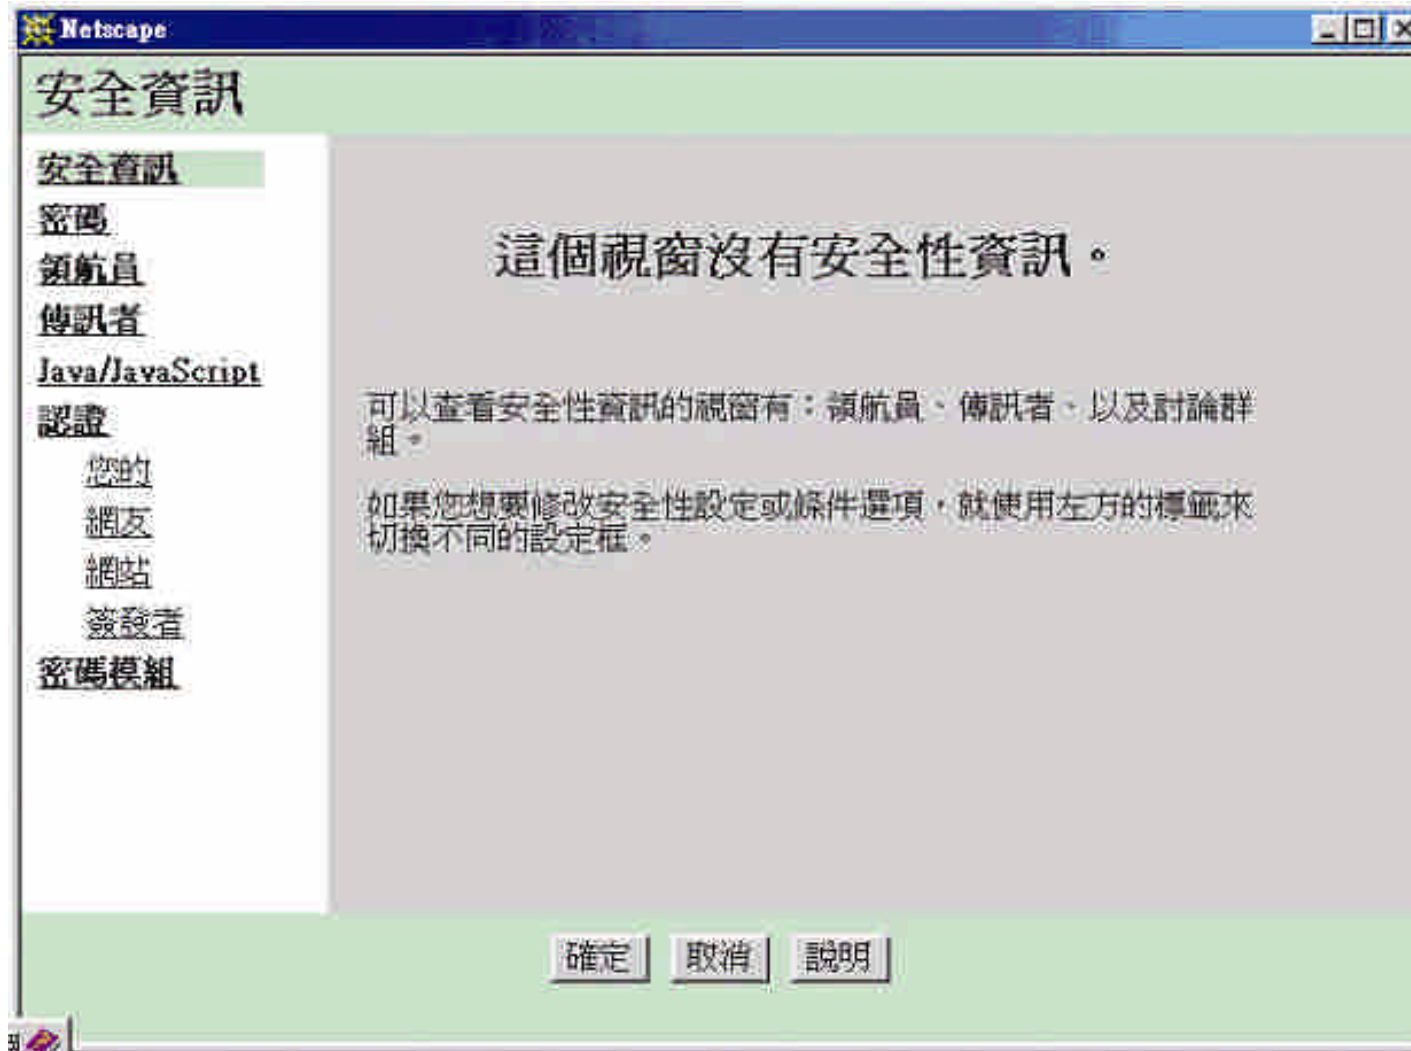 Netscape
安全資訊
安全資訊
密碼
領航員
傳訊者
Java/JavaScript
認證
您的
網友
網站
簽發者
密碼模組
這個視窗沒有安全性資訊。
可以查看安全性資訊的視窗有：領航員、傳訊者、以及討論群
組。
如果您想要修改安全性設定或條件選項，就使用左方的標籤來
切換不同的設定框。
確定 取消 說明